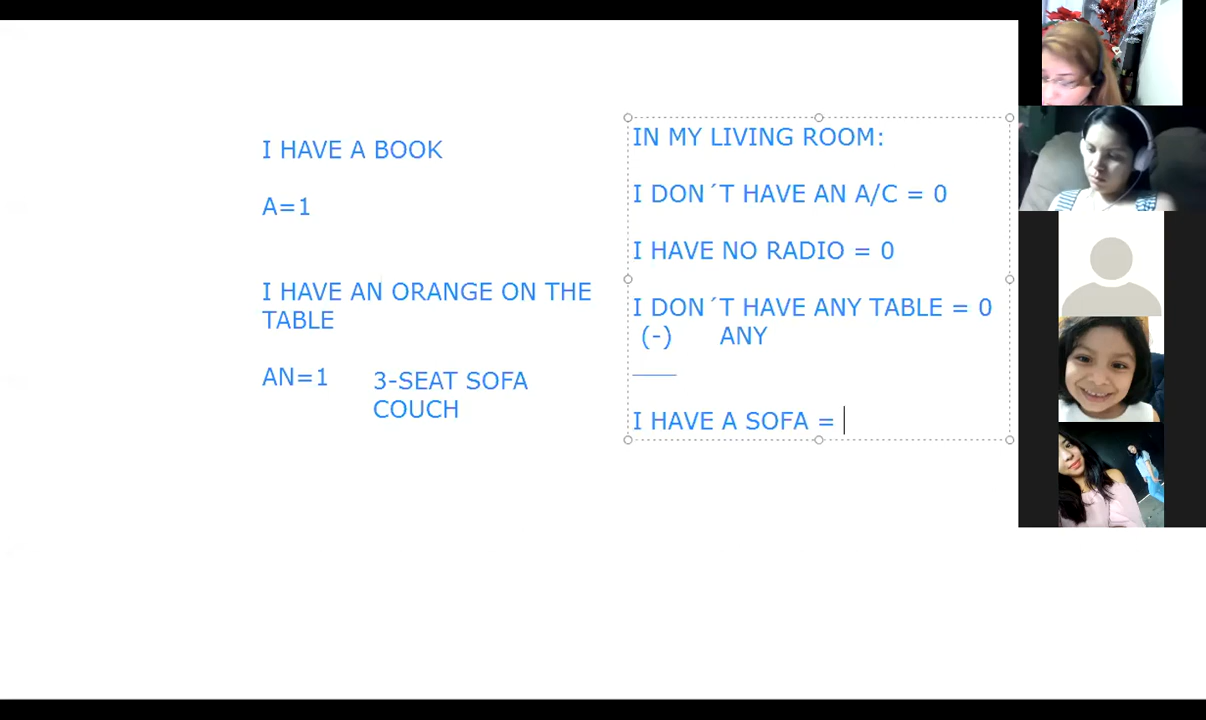 I HAVE A BOOK
A=1
I HAVE AN ORANGE ON THE
TABLE
AN=1
3-SEAT SOFA
COUCH
IN MY LIVING ROOM:
I DON´T HAVE AN A/C = 0
I HAVE NO RADIO = 0
I DON´T HAVE ANY TABLE = 0
(-) ANY
____
I HAVE A SOFA =